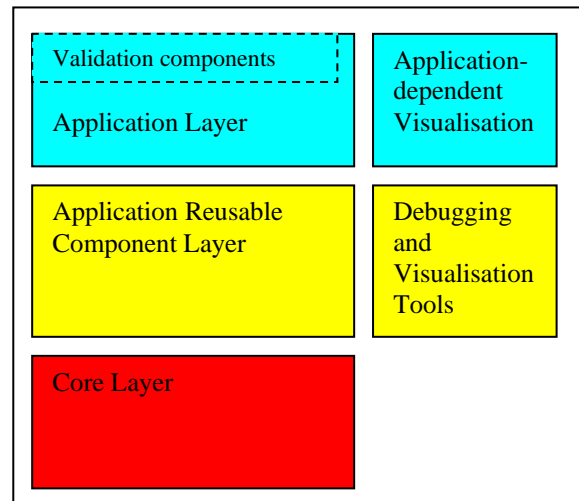 Validation components
Application Layer
Application-
dependent
Visualisation
Application Reusable
Component Layer
Debugging
and
Visualisation
Tools
Core Layer